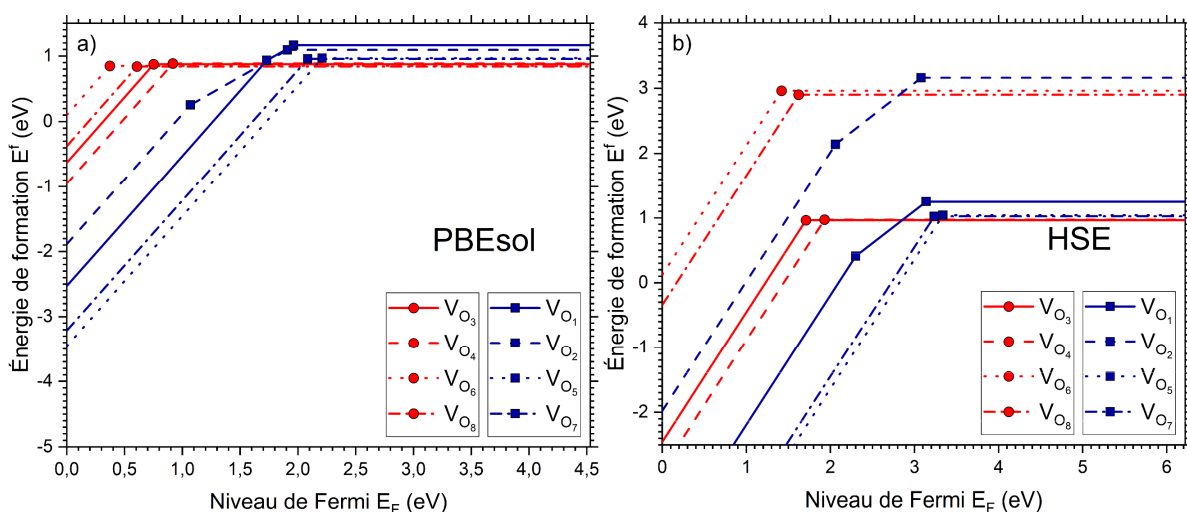 a)
Énergie de formation E^f (eV)
1
0
-1
-2
-3
-4
-5
PBEsol
V_O₃ V_O₁
V_O₄ V_O₂
V_O₆ V_O₅
V_O₈ V_O₇
0,0 0,5 1,0 1,5 2,0 2,5 3,0 3,5 4,0 4,5
Niveau de Fermi E_F (eV)
b)
Énergie de formation E^f (eV)
4
3
2
1
0
-1
-2
HSE
V_O₃ V_O₁
V_O₄ V_O₂
V_O₆ V_O₅
V_O₈ V_O₇
0 1 2 3 4 5 6
Niveau de Fermi E_F (eV)